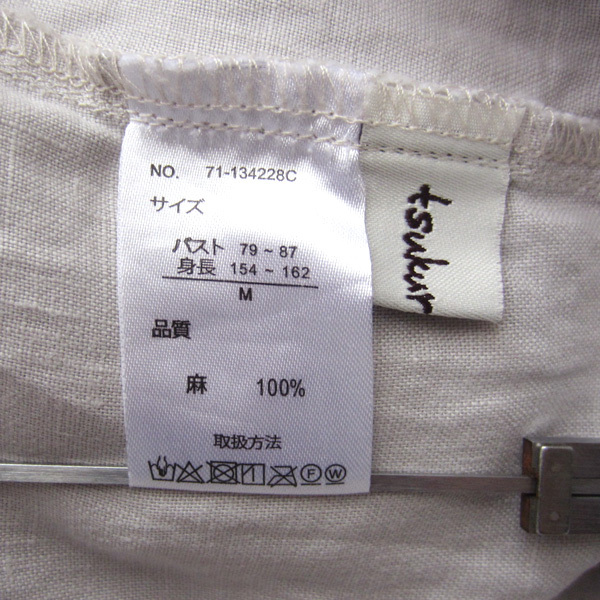 NO. 71-134228C
サイズ
バスト 79~87
身長 154~162
M
品質
麻 100%
取扱方法
F W
tsukur